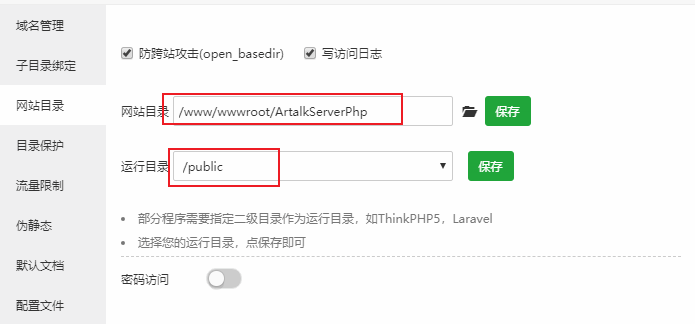 域名管理
子目录绑定
网站目录
目录保护
流量限制
伪静态
默认文档
配置文件
防跨站攻击(open_basedir) 写访问日志
网站目录 /www/wwwroot/ArtalkServerPhp 保存
运行目录 /public 保存
部分程序需要指定二级目录作为运行目录，如ThinkPHP5，Laravel
选择您的运行目录，点保存即可
密码访问